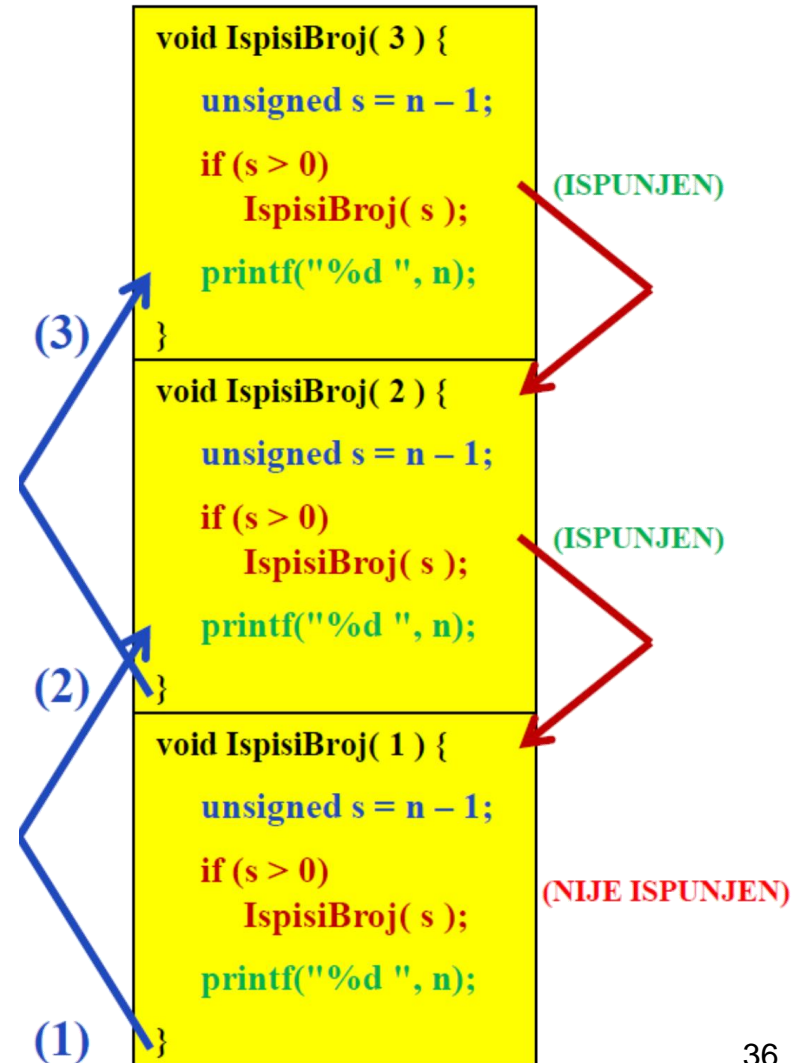 void IspisiBroj( 3 ) {
unsigned s = n – 1;
if (s > 0)
(ISPUNJEN)
IspisiBroj( s );
printf("%d ", n);
(3)
}
void IspisiBroj( 2 ) {
unsigned s = n – 1;
if (s > 0)
(ISPUNJEN)
IspisiBroj( s );
printf("%d ", n);
(2)
}
void IspisiBroj( 1 ) {
unsigned s = n – 1;
if (s > 0)
(NIJE ISPUNJEN)
IspisiBroj( s );
printf("%d ", n);
(1)
}
36